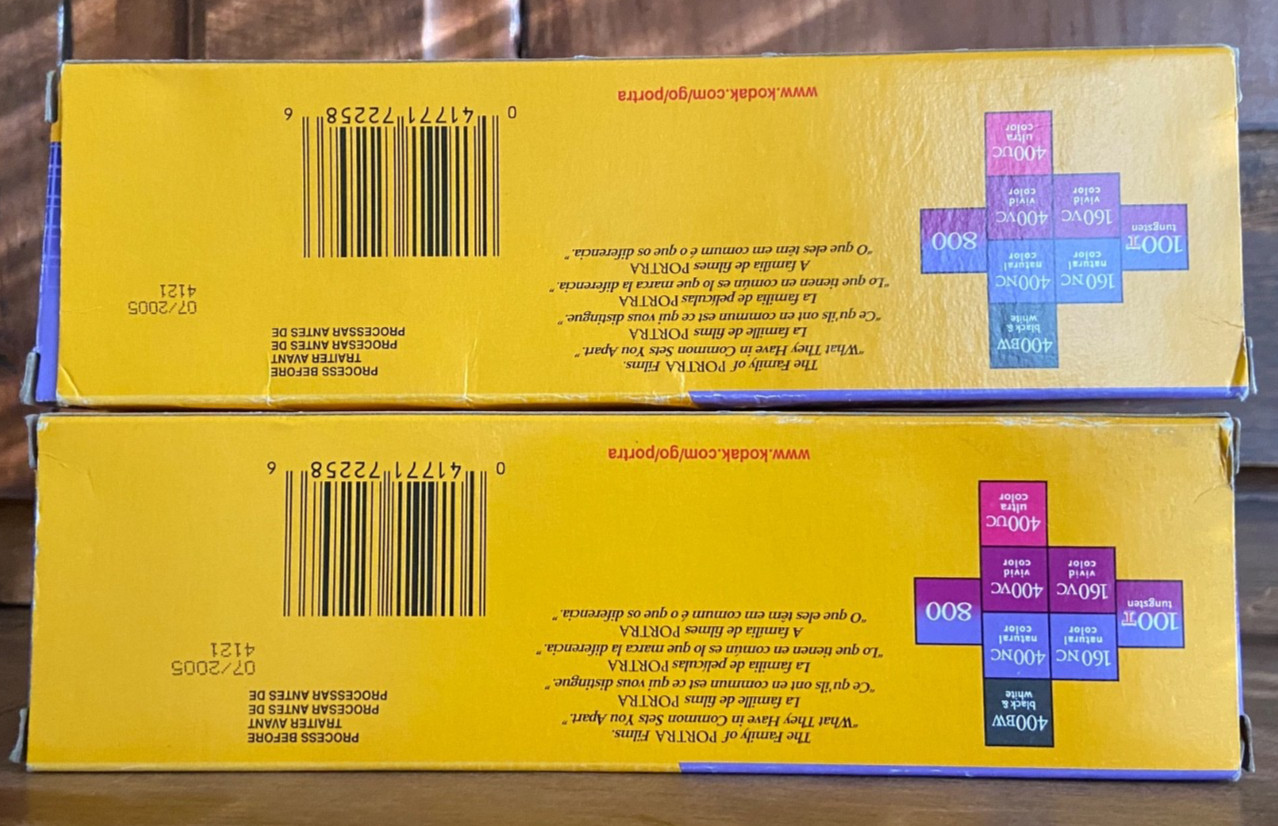 400BW
black &
white
160NC 400NC
natural color natural color
100T
tungsten
800
160VC 400VC
vivid color vivid color
400UC
ultra
color
The Family of PORTRA Films.
"What They Have in Common Sets You Apart."
La famille de films PORTRA
"Ce qu'ils ont en commun est ce qui vous distingue."
La familia de películas PORTRA
"Lo que tienen en común es lo que marca la diferencia."
A família de filmes PORTRA
"O que eles têm em comum é o que os diferencia."
www.kodak.com/go/portra
PROCESS BEFORE
TRAITER AVANT
PROCESAR ANTES DE
PROCESSAR ANTES DE
07/2005
4121
0 41771 72258 6
400BW
black &
white
160NC 400NC
natural color natural color
100T
tungsten
800
160VC 400VC
vivid color vivid color
400UC
ultra
color
The Family of PORTRA Films.
"What They Have in Common Sets You Apart."
La famille de films PORTRA
"Ce qu'ils ont en commun est ce qui vous distingue."
La familia de películas PORTRA
"Lo que tienen en común es lo que marca la diferencia."
A família de filmes PORTRA
"O que eles têm em comum é o que os diferencia."
www.kodak.com/go/portra
PROCESS BEFORE
TRAITER AVANT
PROCESAR ANTES DE
PROCESSAR ANTES DE
07/2005
4121
0 41771 72258 6